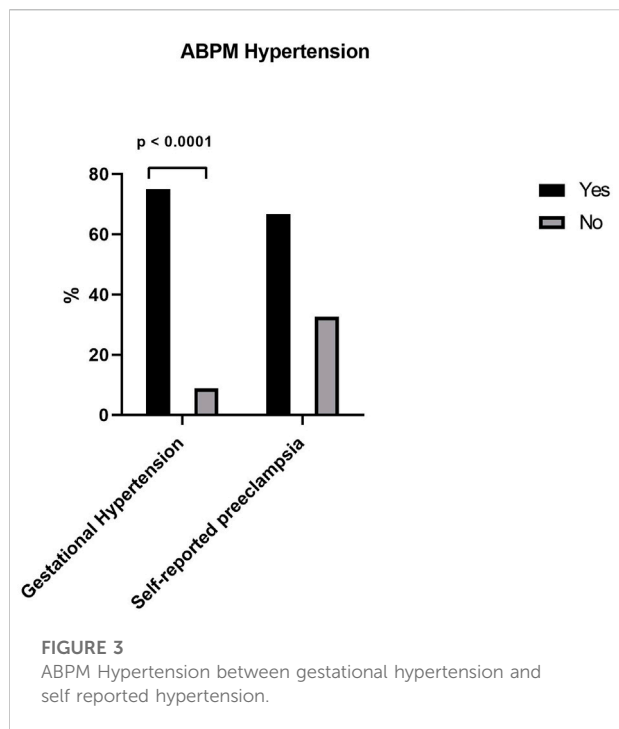 ABPM Hypertension
p < 0.0001
Yes
No
80
60
40
20
0
%
Gestational Hypertension
Self-reported preeclampsia
FIGURE 3
ABPM Hypertension between gestational hypertension and
self reported hypertension.